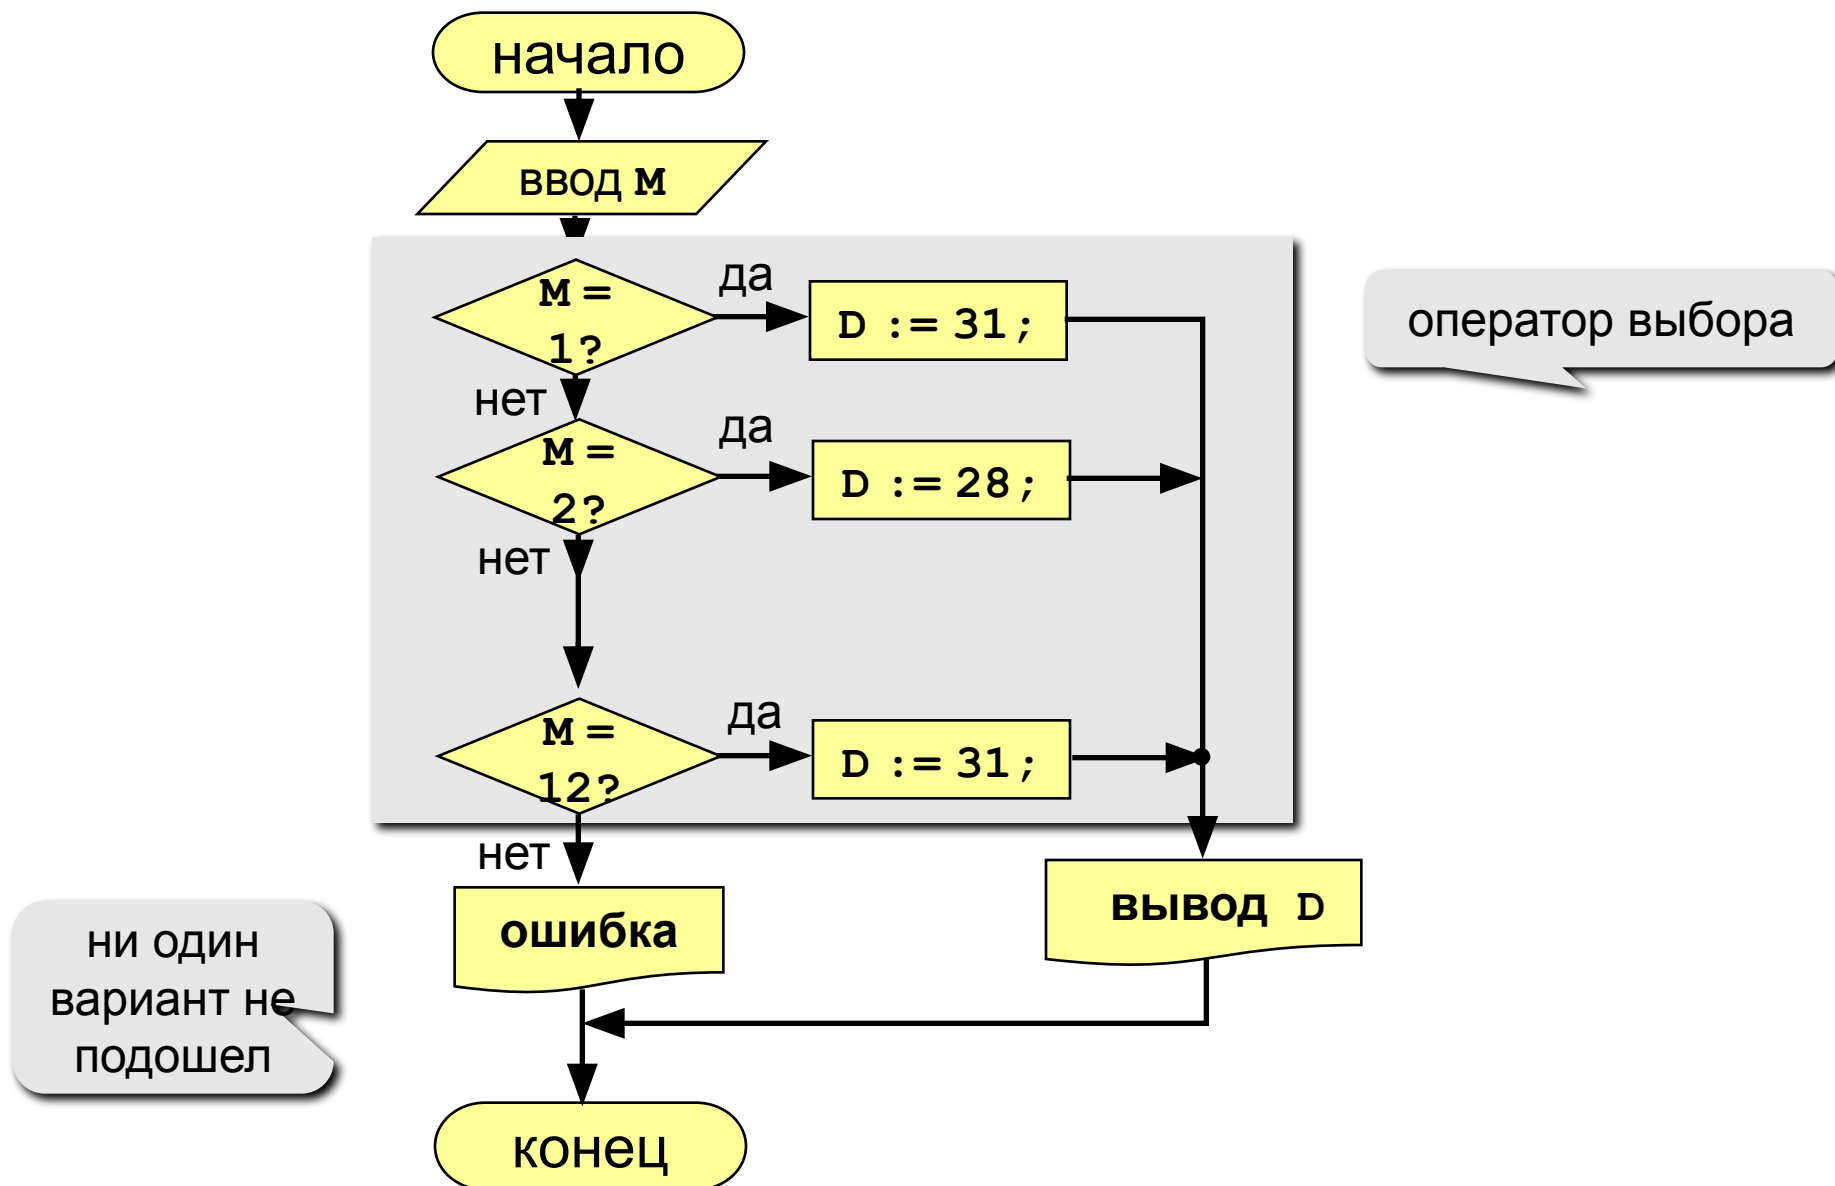 начало
ввод M
M =
1?
да
D := 31;
оператор выбора
нет
M =
2?
да
D := 28;
нет
M =
12?
да
D := 31;
нет
ошибка
вывод D
ни один
вариант не
подошел
конец